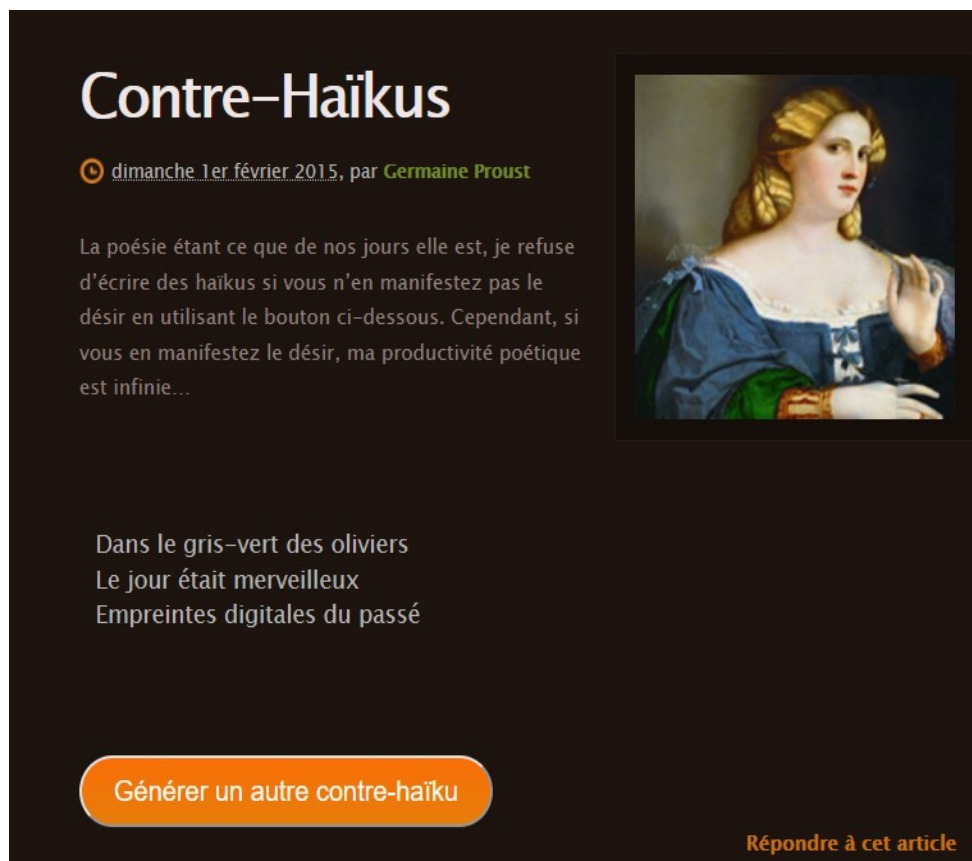 Contre-Haïkus
dimanche 1er février 2015, par Germaine Proust
La poésie étant ce que de nos jours elle est, je refuse
d'écrire des haïkus si vous n'en manifestez pas le
désir en utilisant le bouton ci-dessous. Cependant, si
vous en manifestez le désir, ma productivité poétique
est infinie...
Dans le gris-vert des oliviers
Le jour était merveilleux
Empreintes digitales du passé
Générer un autre contre-haïku
Répondre à cet article